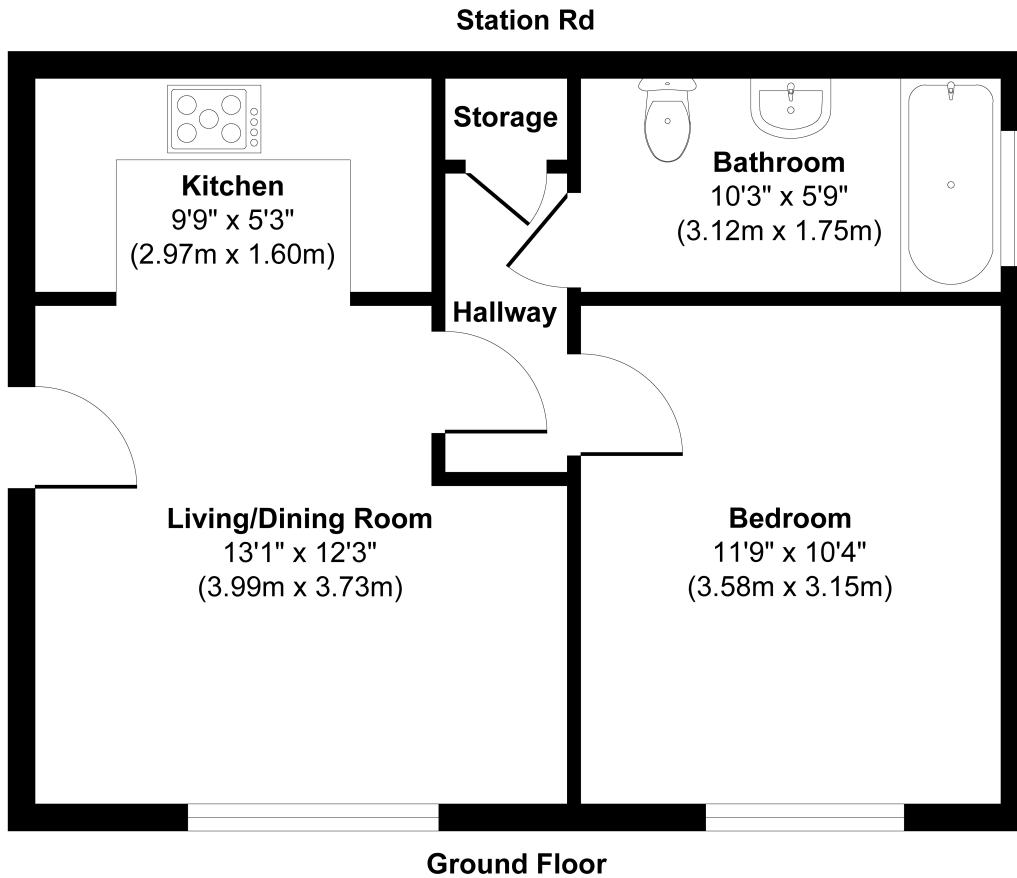 Station Rd
Storage
Kitchen
9'9" x 5'3"
(2.97m x 1.60m)
Bathroom
10'3" x 5'9"
(3.12m x 1.75m)
Hallway
Living/Dining Room
13'1" x 12'3"
(3.99m x 3.73m)
Bedroom
11'9" x 10'4"
(3.58m x 3.15m)
Ground Floor